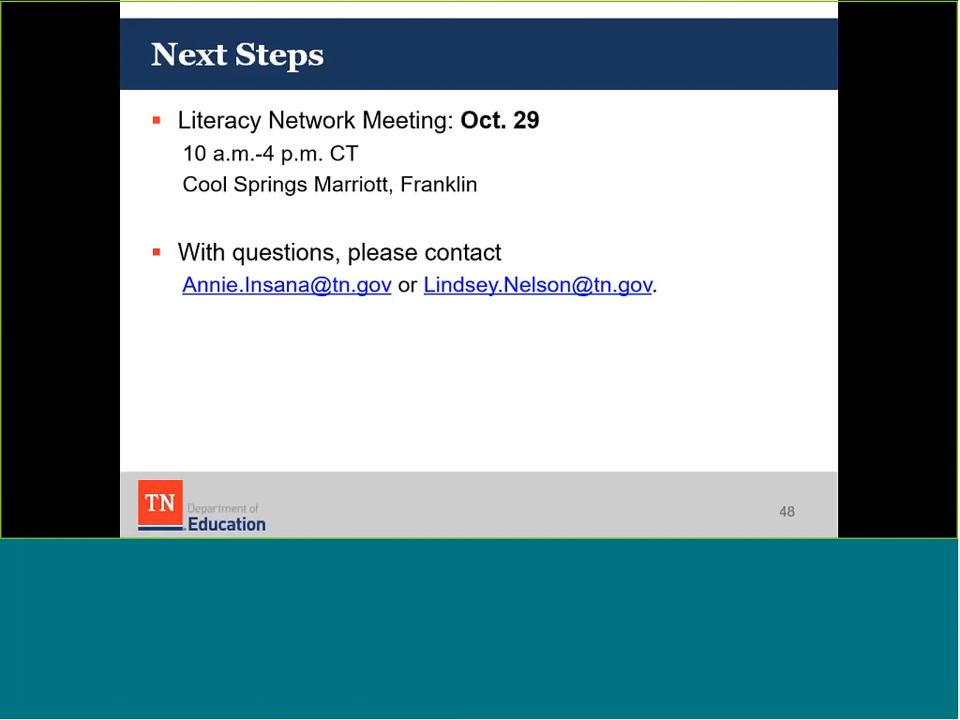 Next Steps
Literacy Network Meeting: Oct. 29
10 a.m.-4 p.m. CT
Cool Springs Marriott, Franklin
With questions, please contact
Annie.Insana@tn.gov or Lindsey.Nelson@tn.gov.
TN
Department of
Education
48